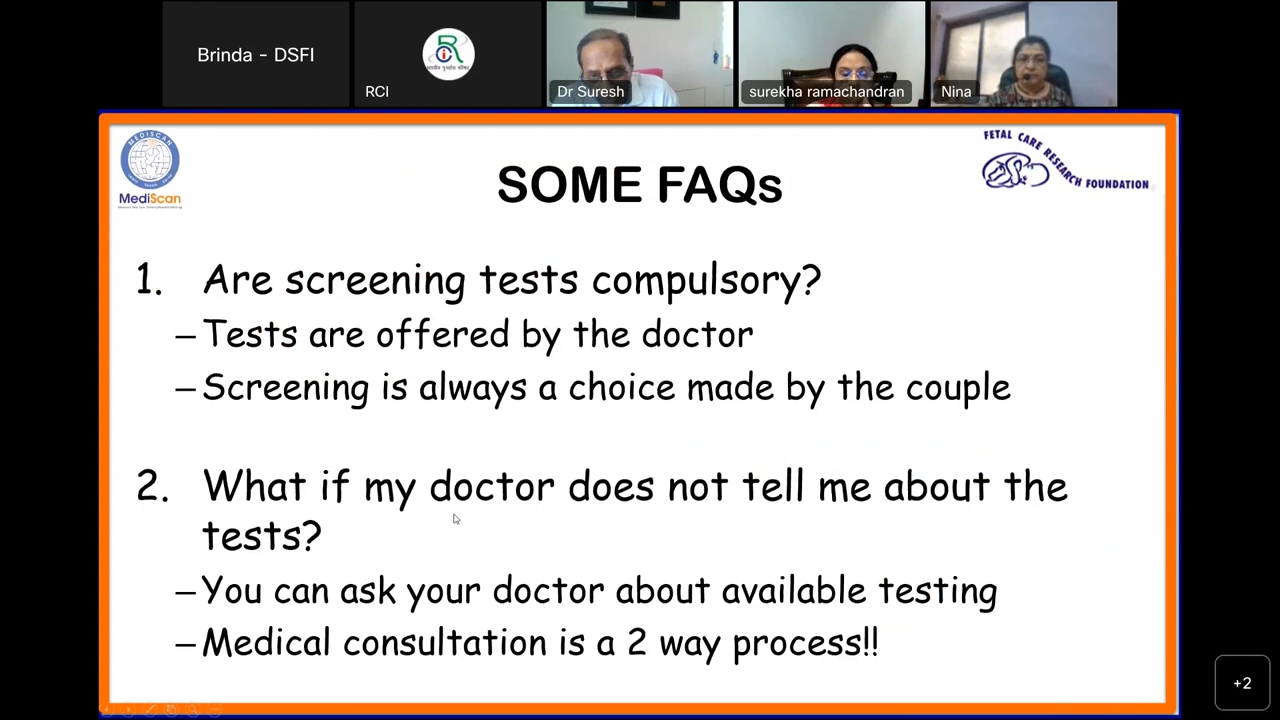 Brinda - DSFI
RCI
Dr Suresh
surekha ramachandran
Nina
MEDISCAN
MediScan
FETAL CARE RESEARCH FOUNDATION
SOME FAQs
1. Are screening tests compulsory?
– Tests are offered by the doctor
– Screening is always a choice made by the couple
2. What if my doctor does not tell me about the
tests?
– You can ask your doctor about available testing
– Medical consultation is a 2 way process!!
+2